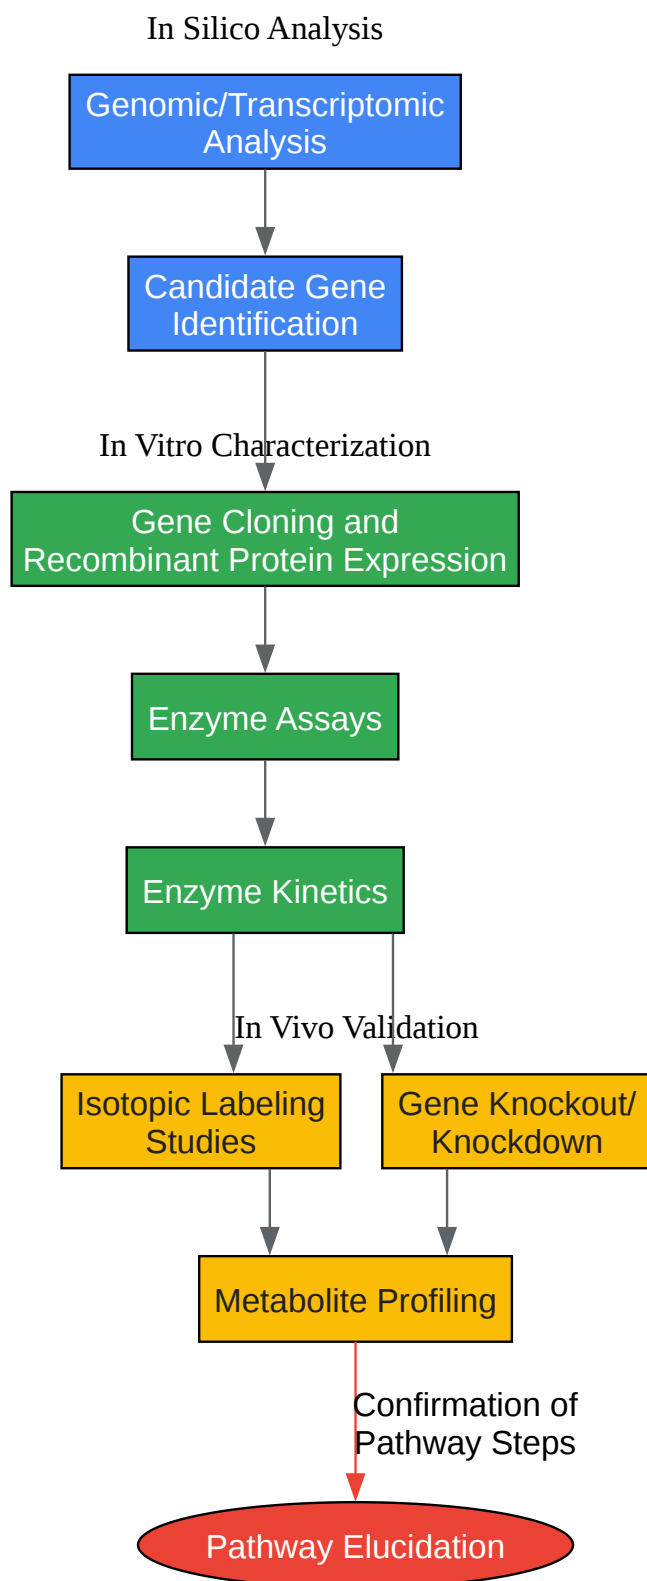 In Silico Analysis
Genomic/Transcriptomic
Analysis
Candidate Gene
Identification
In Vitro Characterization
Gene Cloning and
Recombinant Protein Expression
Enzyme Assays
Enzyme Kinetics
In Vivo Validation
Isotopic Labeling
Studies
Gene Knockout/
Knockdown
Metabolite Profiling
Confirmation of
Pathway Steps
Pathway Elucidation